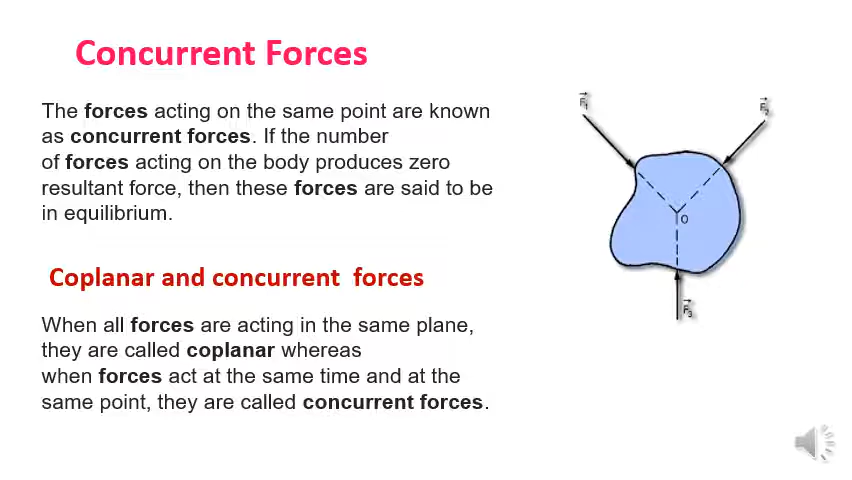 Concurrent Forces
The forces acting on the same point are known
as concurrent forces. If the number
of forces acting on the body produces zero
resultant force, then these forces are said to be
in equilibrium.
Coplanar and concurrent forces
When all forces are acting in the same plane,
they are called coplanar whereas
when forces act at the same time and at the
same point, they are called concurrent forces.
F1
F2
O
F3